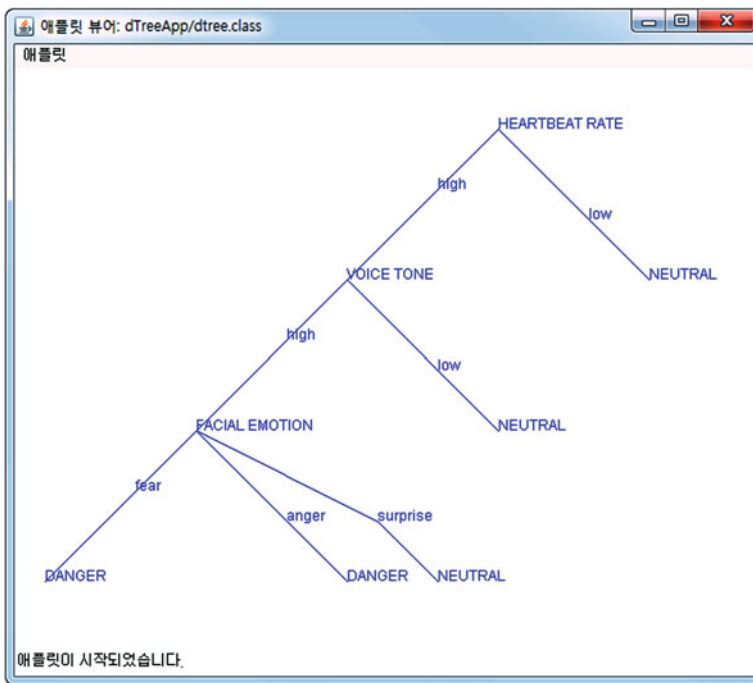 애플릿 뷰어: dTreeApp/dtree.class
애플릿
HEARTBEAT RATE
high
low
VOICE TONE
NEUTRAL
high
low
FACIAL EMOTION
NEUTRAL
fear
anger
surprise
DANGER
DANGER
NEUTRAL
애플릿이 시작되었습니다.